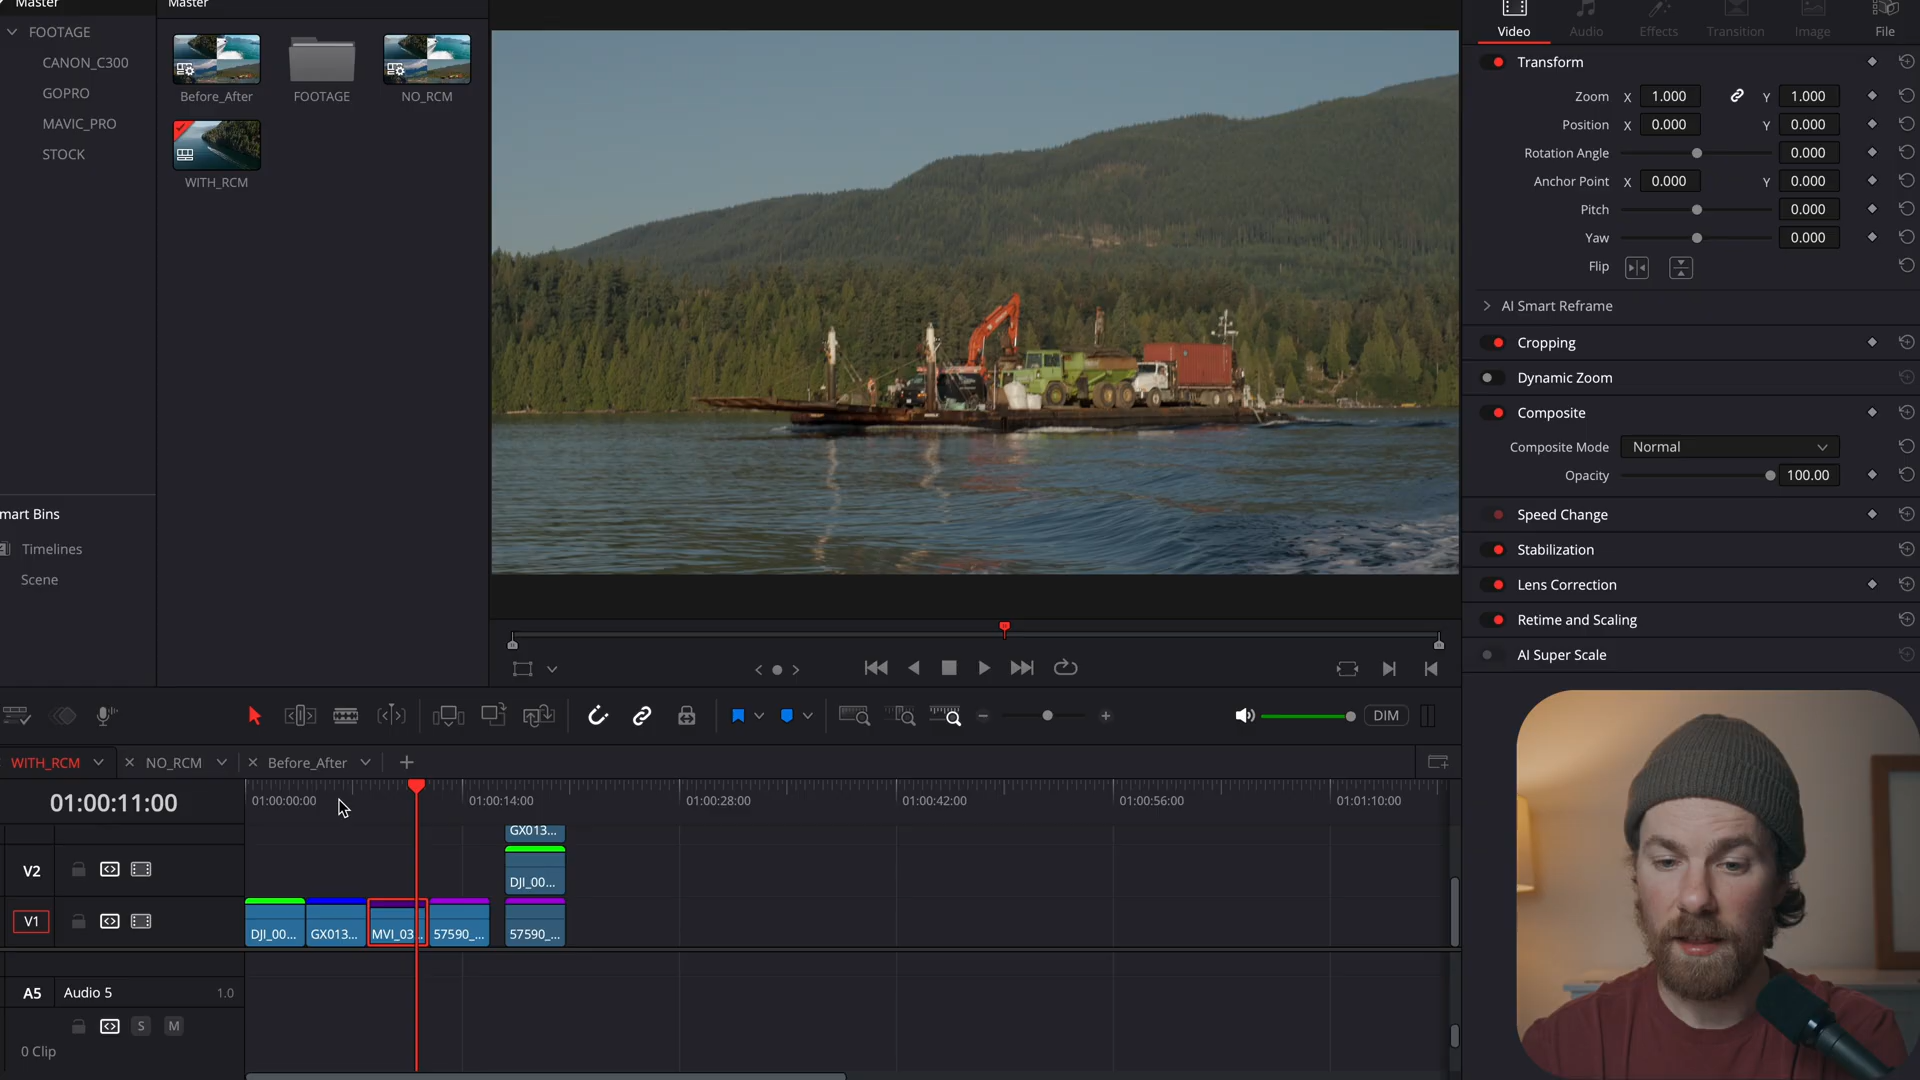 Master
FOOTAGE
CANON_C300
GOPRO
MAVIC_PRO
STOCK
mart Bins
Timelines
Scene
Master
Before_After
FOOTAGE
NO_RCM
WITH_RCM
Video
Audio
Effects
Transition
Image
File
Transform
Zoom X 1.000 Y 1.000
Position X 0.000 Y 0.000
Rotation Angle 0.000
Anchor Point X 0.000 Y 0.000
Pitch 0.000
Yaw 0.000
Flip
AI Smart Reframe
Cropping
Dynamic Zoom
Composite
Composite Mode Normal
Opacity 100.00
Speed Change
Stabilization
Lens Correction
Retime and Scaling
AI Super Scale
DIM
WITH_RCM
NO_RCM
Before_After
01:00:11:00
01:00:00:00
01:00:14:00
01:00:28:00
01:00:42:00
01:00:56:00
01:01:10:00
GX013...
V2
DJI_00...
V1
DJI_00...
GX013...
MVI_03...
57590_...
57590_...
A5 Audio 5 1.0
S M
0 Clip